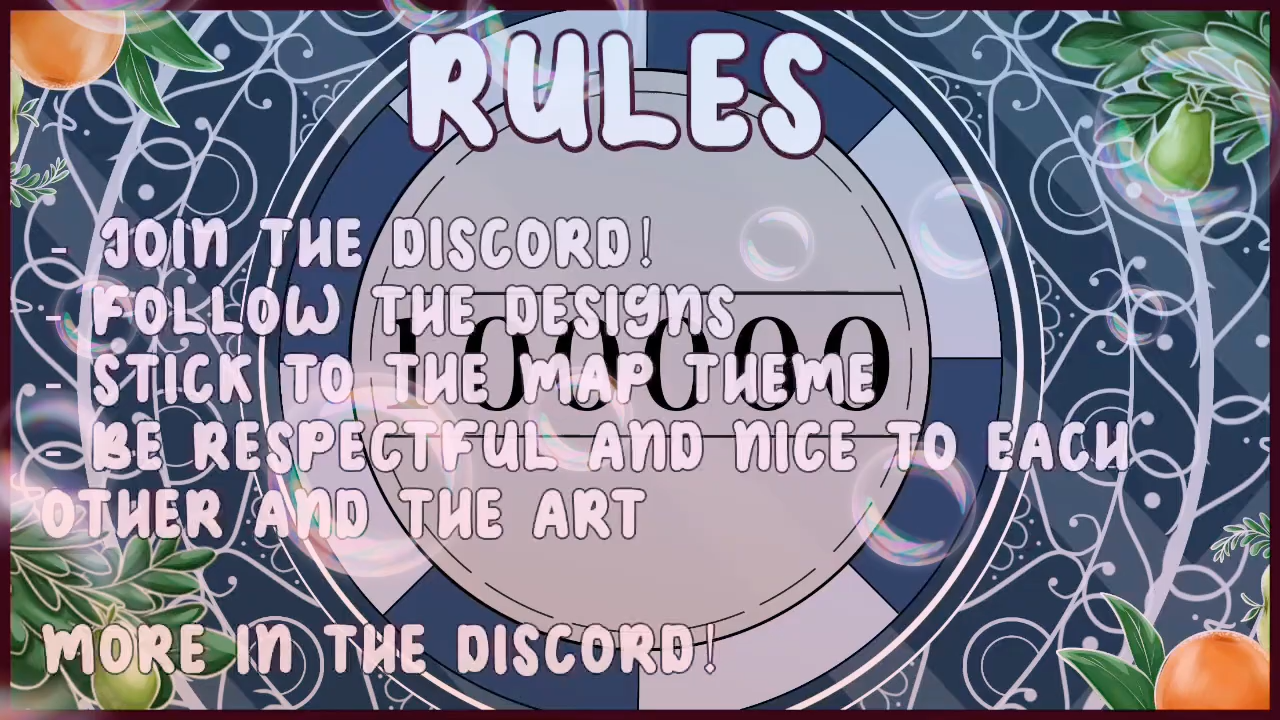 RULES
- JOIN THE DISCORD!
- FOLLOW THE DESIGNS
100000
- STICK TO THE MAP THEME
- BE RESPECTFUL AND NICE TO EACH
OTHER AND THE ART
MORE IN THE DISCORD!